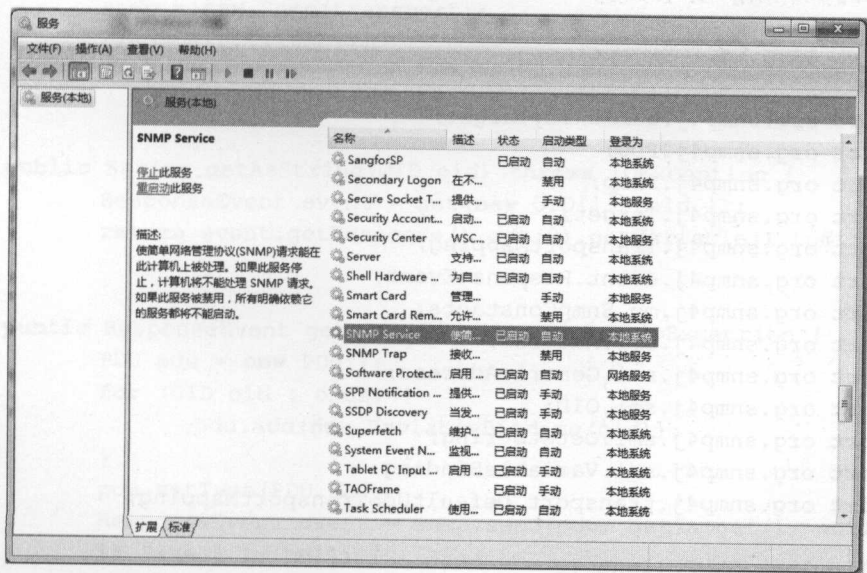 服务
文件(F) 操作(A) 查看(V) 帮助(H)
服务(本地)
服务(本地)
SNMP Service
停止此服务
重启动此服务
描述:
使简单网络管理协议(SNMP)请求能在
此计算机上被处理。如果此服务停
止，计算机将不能处理 SNMP 请求。
如果此服务被禁用，所有明确依赖它
的服务都将不能启动。
名称 描述 状态 启动类型 登录为
SangforSP 已启动 自动 本地系统
Secondary Logon 在不... 禁用 本地系统
Secure Socket T... 提供... 手动 本地服务
Security Account... 启动... 已启动 自动 本地系统
Security Center WSC... 已启动 自动 本地服务
Server 支持... 已启动 自动 本地系统
Shell Hardware ... 为自... 已启动 自动 本地系统
Smart Card 管理... 手动 本地服务
Smart Card Rem... 允许... 禁用 本地系统
SNMP Service 使简... 已启动 自动 本地系统
SNMP Trap 接收... 禁用 本地服务
Software Protect... 启用 ... 已启动 自动 网络服务
SPP Notification ... 提供... 已启动 手动 本地服务
SSDP Discovery 当发... 已启动 手动 本地服务
Superfetch 维护... 已启动 自动 本地系统
System Event N... 监视... 已启动 自动 本地系统
Tablet PC Input ... 启用 ... 已启动 手动 本地系统
TAOFrame 已启动 手动 本地系统
Task Scheduler 使用... 已启动 自动 本地系统
扩展 标准